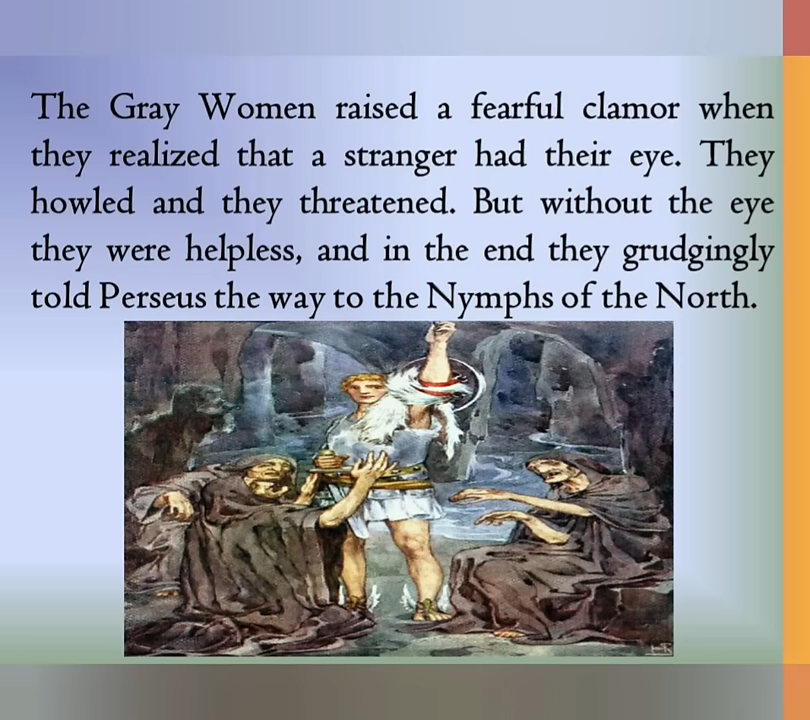 The Gray Women raised a fearful clamor when
they realized that a stranger had their eye. They
howled and they threatened. But without the eye
they were helpless, and in the end they grudgingly
told Perseus the way to the Nymphs of the North.